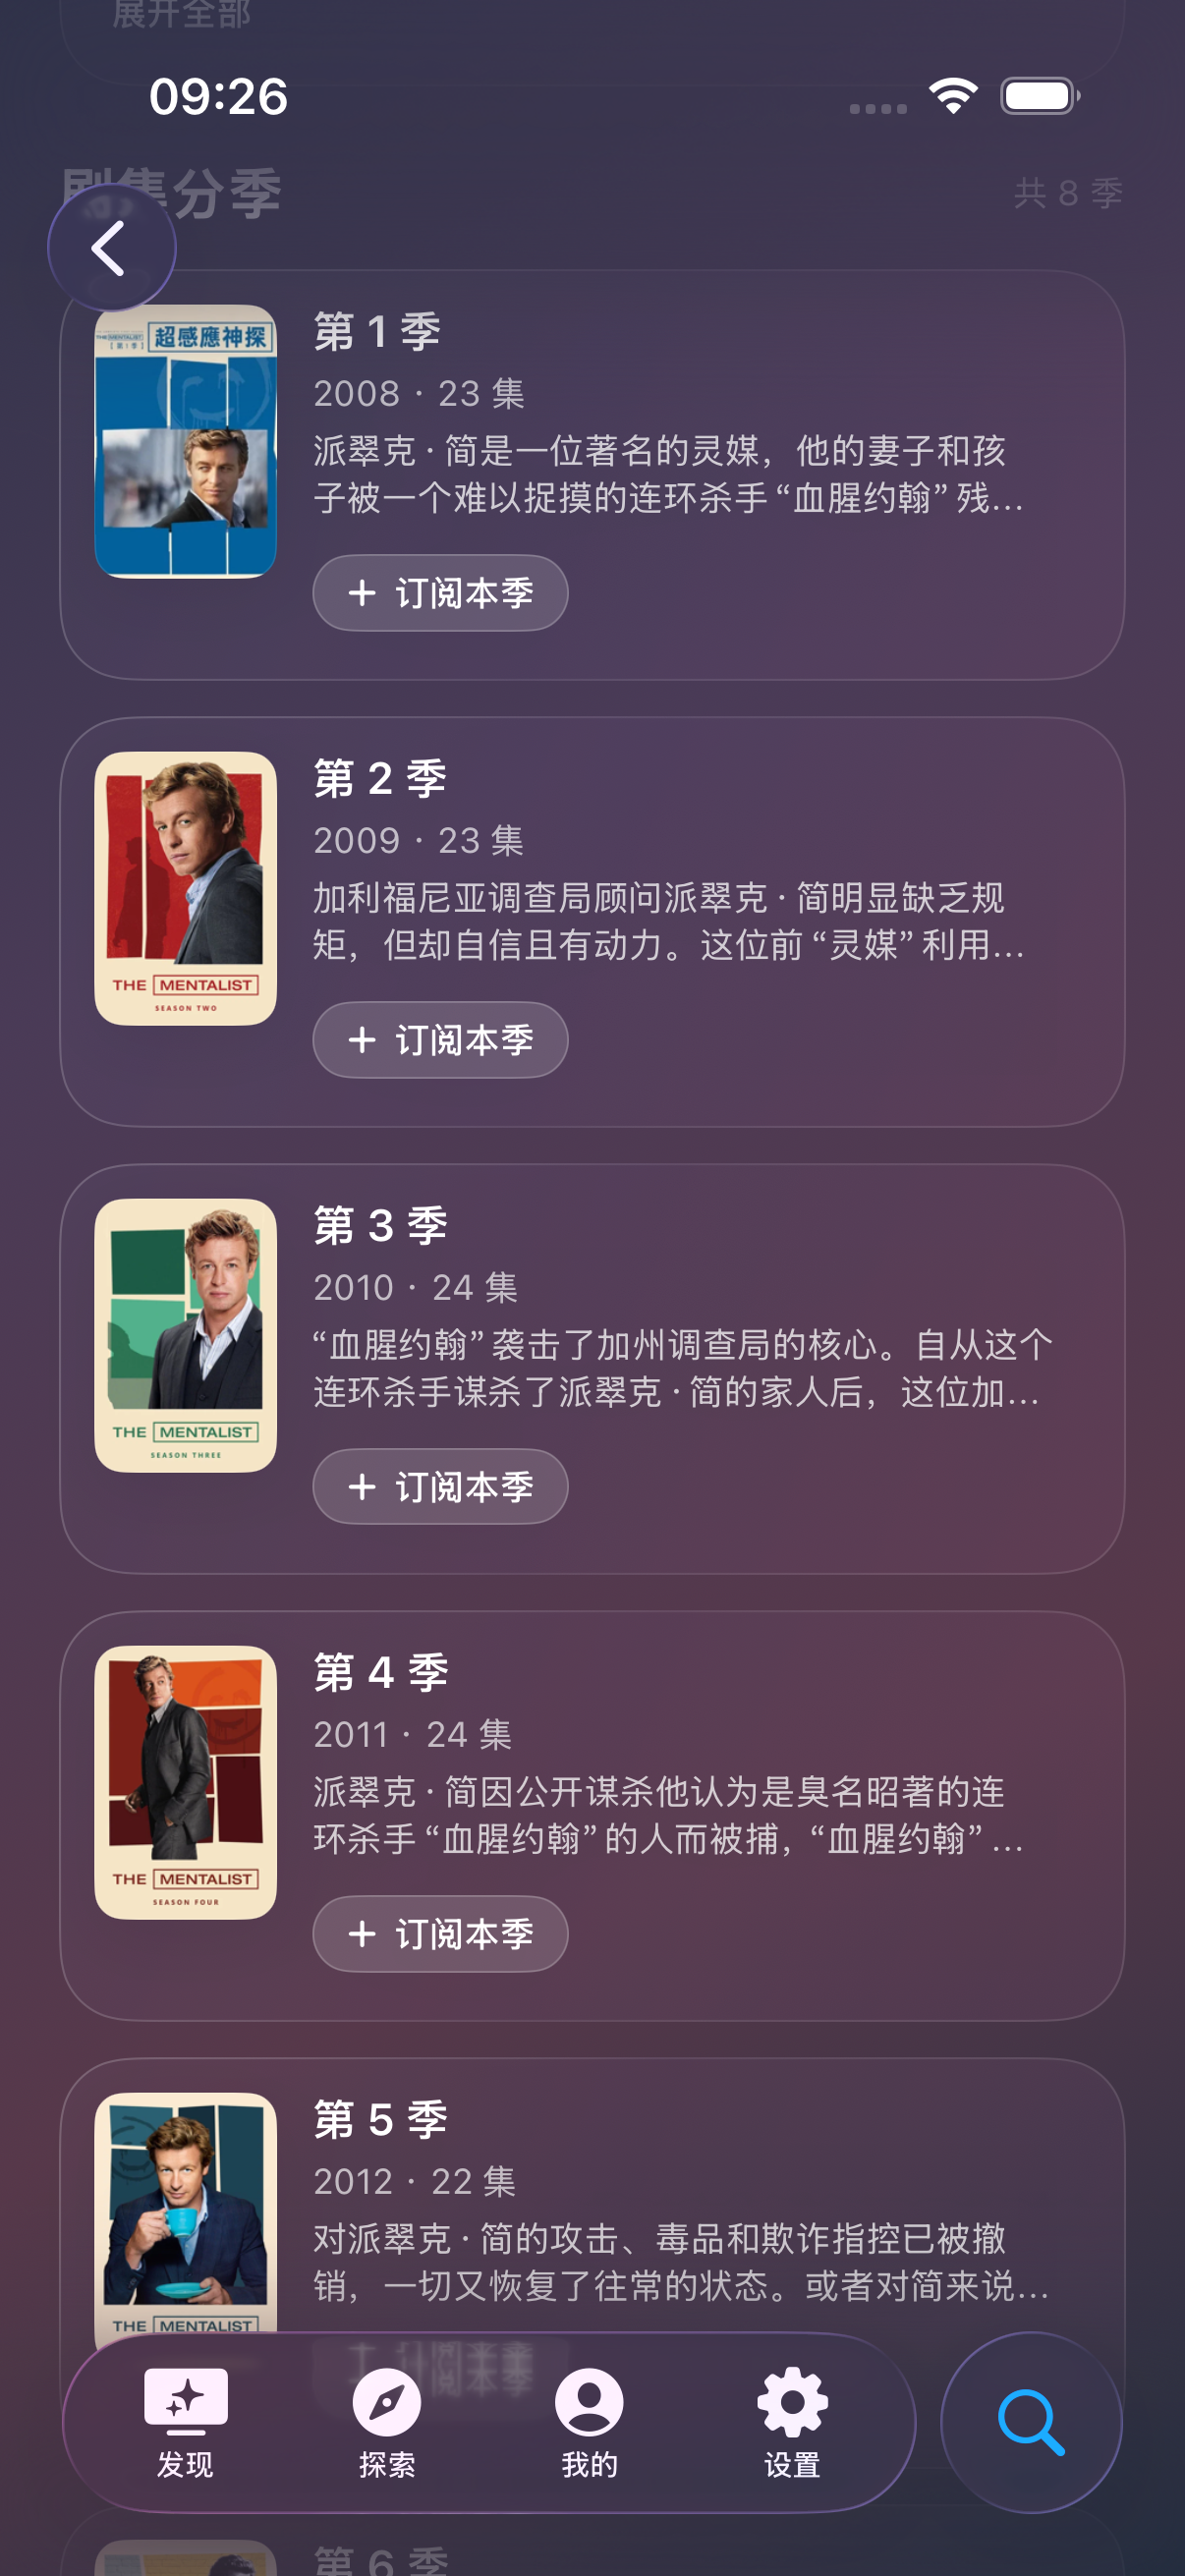 展开全部
09:26
剧集分季
共 8 季
THE MENTALIST
[第1季]
超感應神探
第 1 季
2008 · 23 集
派翠克·简是一位著名的灵媒，他的妻子和孩
子被一个难以捉摸的连环杀手“血腥约翰”残...
+ 订阅本季
THE MENTALIST
SEASON TWO
第 2 季
2009 · 23 集
加利福尼亚调查局顾问派翠克·简明显缺乏规
矩，但却自信且有动力。这位前“灵媒”利用...
+ 订阅本季
THE MENTALIST
SEASON THREE
第 3 季
2010 · 24 集
“血腥约翰”袭击了加州调查局的核心。自从这个
连环杀手谋杀了派翠克·简的家人后，这位加...
+ 订阅本季
THE MENTALIST
SEASON FOUR
第 4 季
2011 · 24 集
派翠克·简因公开谋杀他认为是臭名昭著的连
环杀手“血腥约翰”的人而被捕，“血腥约翰”...
+ 订阅本季
THE MENTALIST
第 5 季
2012 · 22 集
对派翠克·简的攻击、毒品和欺诈指控已被撤
销，一切又恢复了往常的状态。或者对简来说...
+ 订阅本季
发现
探索
我的
设置
第 6 季